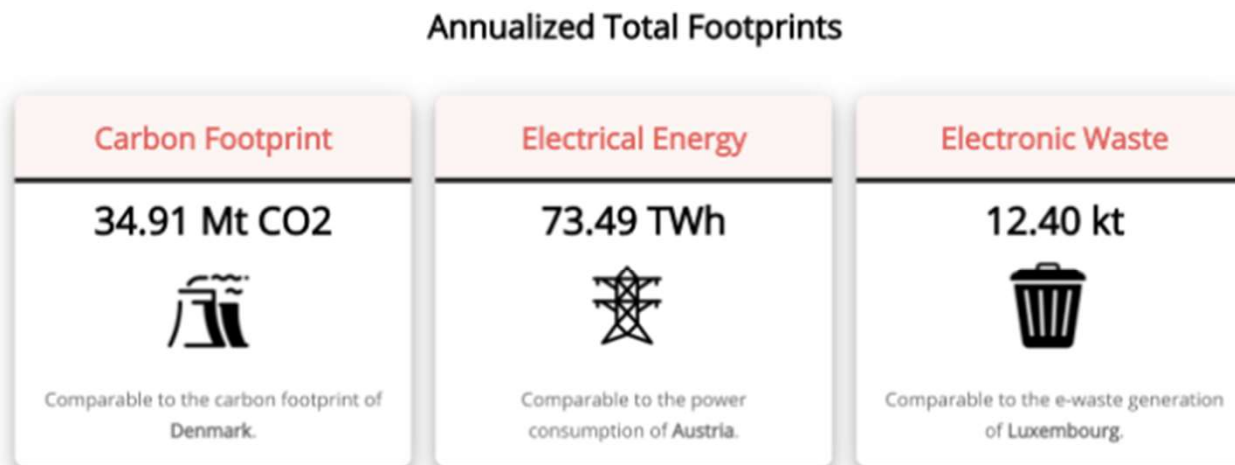 Annualized Total Footprints
Carbon Footprint
34.91 Mt CO2
Comparable to the carbon footprint of
Denmark.
Electrical Energy
73.49 TWh
Comparable to the power
consumption of Austria.
Electronic Waste
12.40 kt
Comparable to the e-waste generation
of Luxembourg.